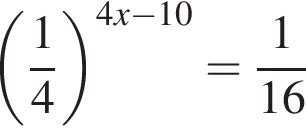 (1/4)^{4x−10} = 1/16